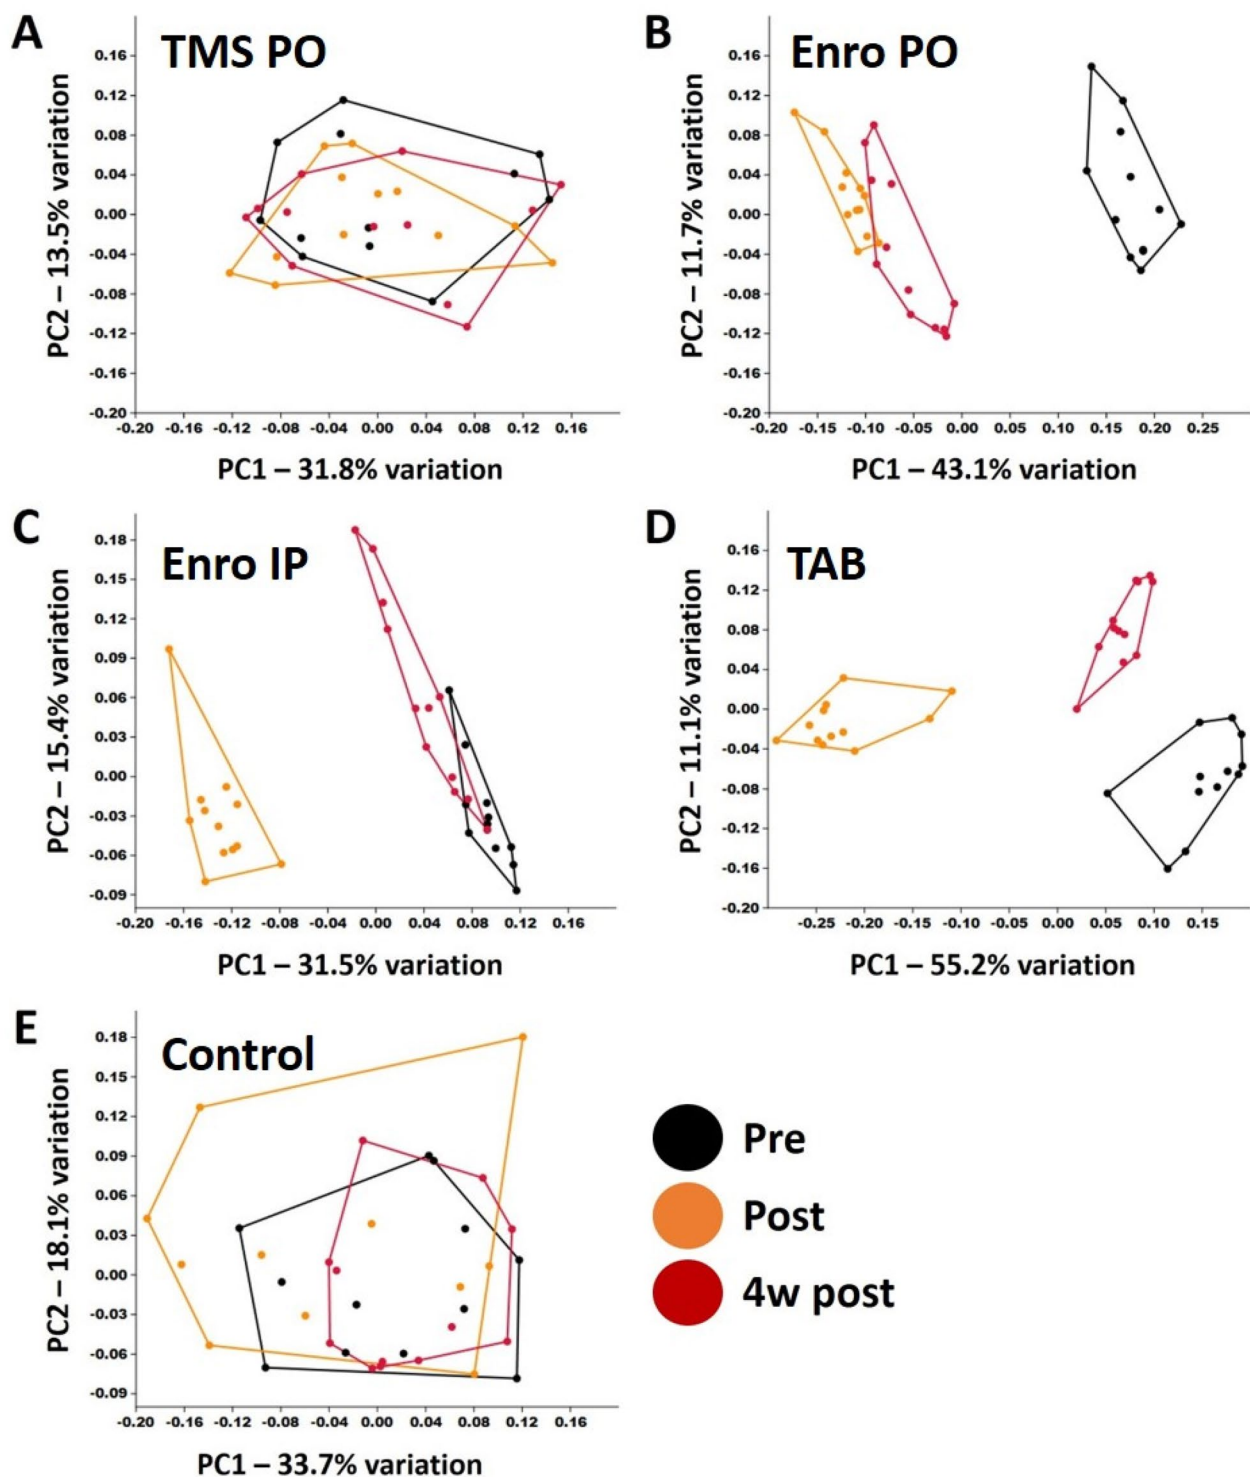 A
TMS PO
PC2 – 13.5% variation
0.16
0.12
0.08
0.04
0.00
-0.04
-0.08
-0.12
-0.16
-0.20
-0.20 -0.16 -0.12 -0.08 -0.04 0.00 0.04 0.08 0.12 0.16
PC1 – 31.8% variation
B
Enro PO
PC2 – 11.7% variation
0.16
0.12
0.08
0.04
0.00
-0.04
-0.08
-0.12
-0.16
-0.20
-0.20 -0.15 -0.10 -0.05 0.00 0.05 0.10 0.15 0.20 0.25
PC1 – 43.1% variation
C
Enro IP
PC2 – 15.4% variation
0.18
0.15
0.12
0.09
0.06
0.03
0.00
-0.03
-0.06
-0.09
-0.20 -0.16 -0.12 -0.08 -0.04 0.00 0.04 0.08 0.12 0.16
PC1 – 31.5% variation
D
TAB
PC2 – 11.1% variation
0.16
0.12
0.08
0.04
0.00
-0.04
-0.08
-0.12
-0.16
-0.20
-0.25 -0.20 -0.15 -0.10 -0.05 0.00 0.05 0.10 0.15
PC1 – 55.2% variation
E
Control
PC2 – 18.1% variation
0.18
0.15
0.12
0.09
0.06
0.03
0.00
-0.03
-0.06
-0.09
-0.20 -0.16 -0.12 -0.08 -0.04 0.00 0.04 0.08 0.12 0.16
PC1 – 33.7% variation
Pre
Post
4w post